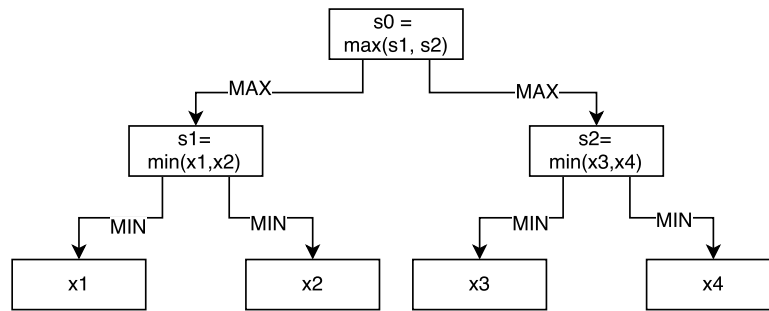 s0 =
max(s1, s2)
MAX
MAX
s1=
min(x1,x2)
s2=
min(x3,x4)
MIN
MIN
MIN
MIN
x1
x2
x3
x4